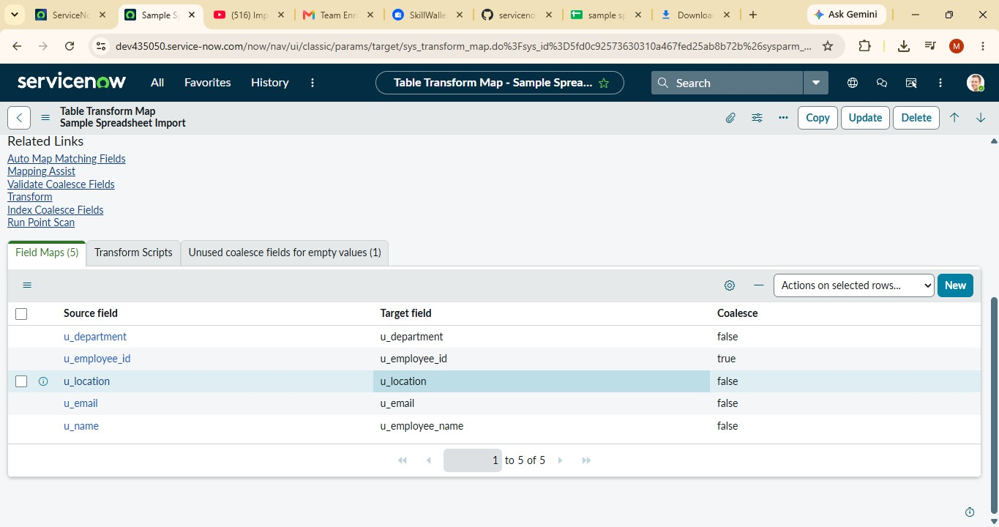 ServiceN
Sample S
(516) Imp
Team Enr
SkillWalle
serviceno
sample sp
Downloa
Ask Gemini
dev435050.service-now.com/now/nav/ui/classic/params/target/sys_transform_map.do%3Fsys_id%3D5fd0c92573630310a467fed25ab8b72b%26sysparm_...
M
servicenow
All
Favorites
History
Table Transform Map - Sample Sprea...
Search
Table Transform Map
Sample Spreadsheet Import
Copy
Update
Delete
Related Links
Auto Map Matching Fields
Mapping Assist
Validate Coalesce Fields
Transform
Index Coalesce Fields
Run Point Scan
Field Maps (5)
Transform Scripts
Unused coalesce fields for empty values (1)
Actions on selected rows...
New
Source field Target field Coalesce
u_department u_department false
u_employee_id u_employee_id true
u_location u_location false
u_email u_email false
u_name u_employee_name false
1 to 5 of 5